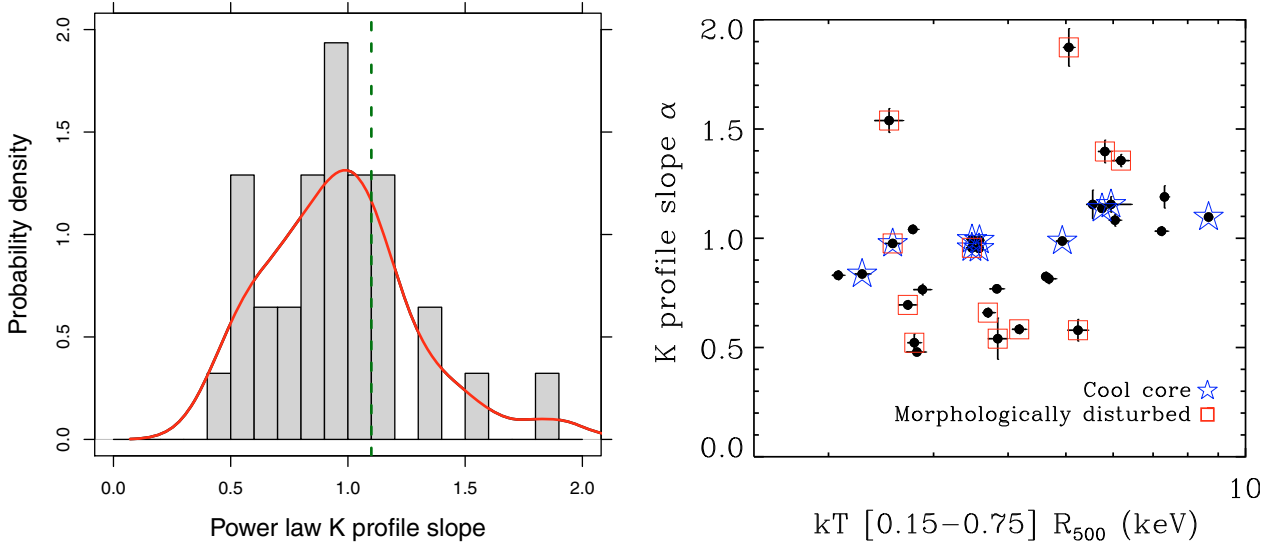 2.0
1.5
1.0
0.5
0.0
Probability density
0.0 0.5 1.0 1.5 2.0
Power law K profile slope
2.0
1.5
1.0
0.5
0.0
K profile slope α
Cool core
Morphologically disturbed
10
kT [0.15−0.75] R500 (keV)